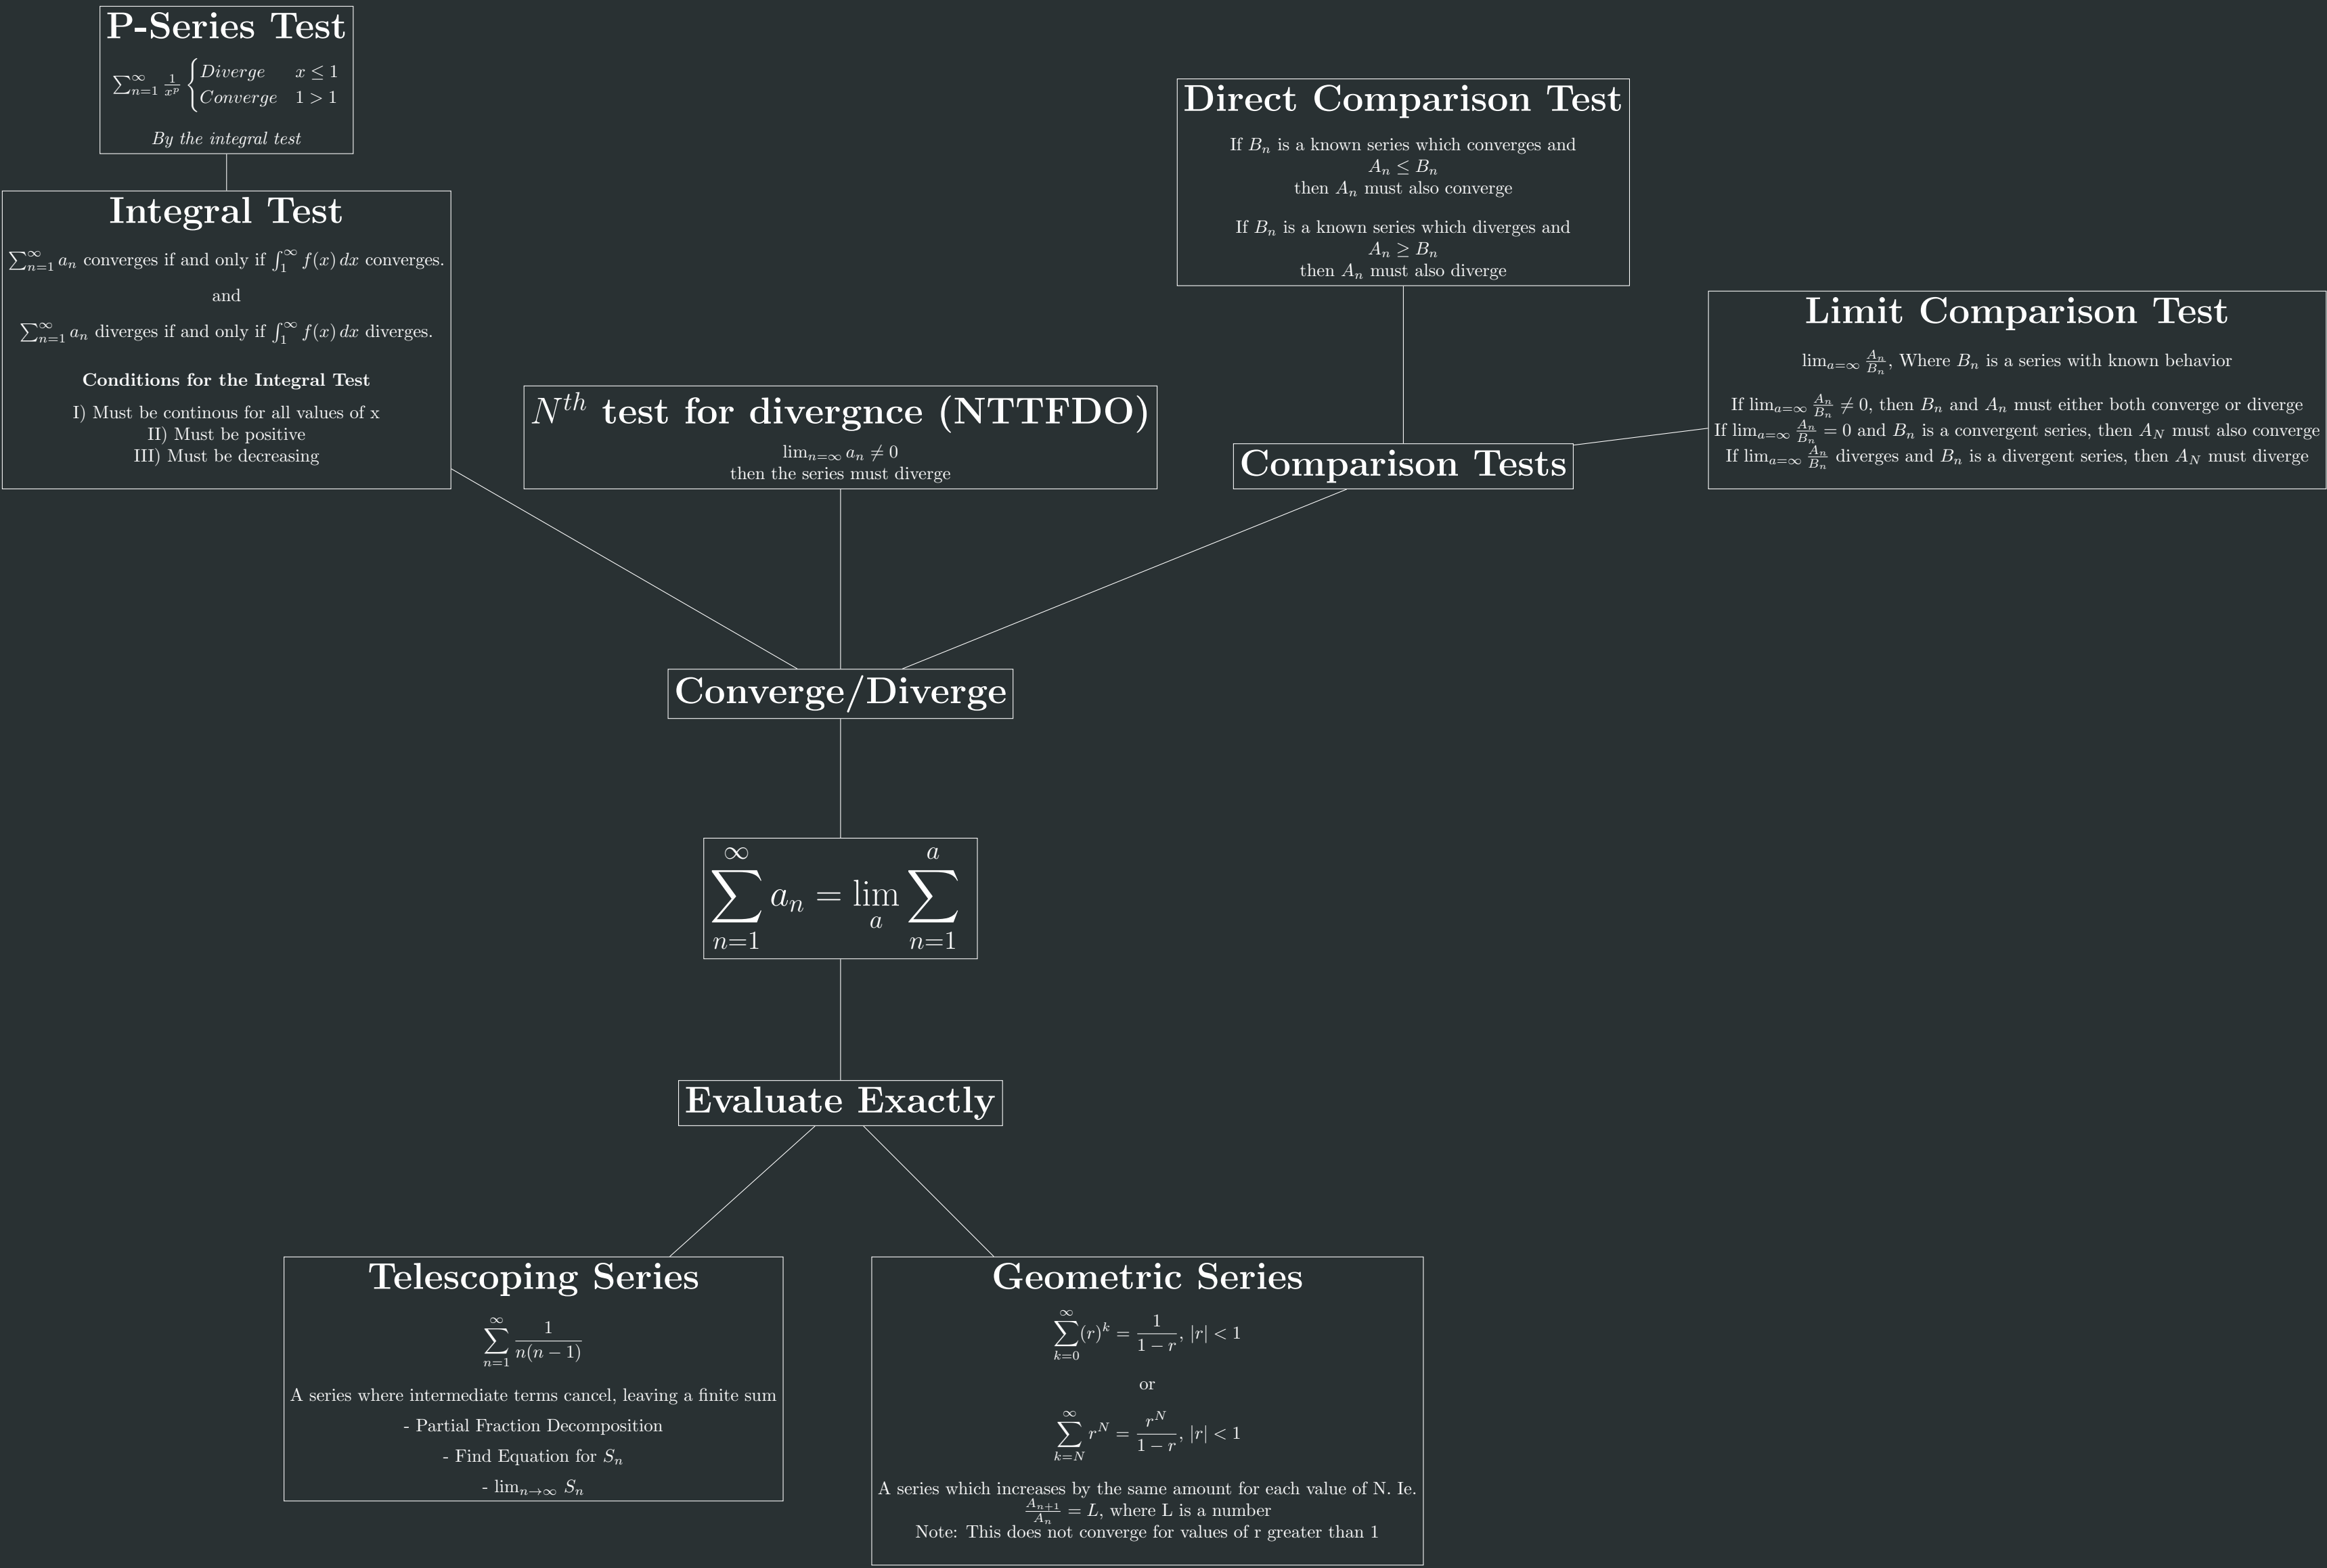 P-Series Test
∑_{n=1}^{∞} 1/x^p { Diverge x ≤ 1
Converge 1 > 1
By the integral test
Integral Test
∑_{n=1}^{∞} a_n converges if and only if ∫_1^∞ f(x) dx converges.
and
∑_{n=1}^{∞} a_n diverges if and only if ∫_1^∞ f(x) dx diverges.
Conditions for the Integral Test
I) Must be continous for all values of x
II) Must be positive
III) Must be decreasing
N^{th} test for divergnce (NTTFDO)
lim_{n=∞} a_n ≠ 0
then the series must diverge
Direct Comparison Test
If B_n is a known series which converges and
A_n ≤ B_n
then A_n must also converge
If B_n is a known series which diverges and
A_n ≥ B_n
then A_n must also diverge
Comparison Tests
Limit Comparison Test
lim_{a=∞} A_n/B_n, Where B_n is a series with known behavior
If lim_{a=∞} A_n/B_n ≠ 0, then B_n and A_n must either both converge or diverge
If lim_{a=∞} A_n/B_n = 0 and B_n is a convergent series, then A_N must also converge
If lim_{a=∞} A_n/B_n diverges and B_n is a divergent series, then A_N must diverge
Converge/Diverge
∑_{n=1}^{∞} a_n = lim_a ∑_{n=1}^{a}
Evaluate Exactly
Telescoping Series
∑_{n=1}^{∞} 1/(n(n − 1))
A series where intermediate terms cancel, leaving a finite sum
- Partial Fraction Decomposition
- Find Equation for S_n
- lim_{n→∞} S_n
Geometric Series
∑_{k=0}^{∞} (r)^k = 1/(1 − r), |r| < 1
or
∑_{k=N}^{∞} r^N = r^N/(1 − r), |r| < 1
A series which increases by the same amount for each value of N. Ie.
A_{n+1}/A_n = L, where L is a number
Note: This does not converge for values of r greater than 1